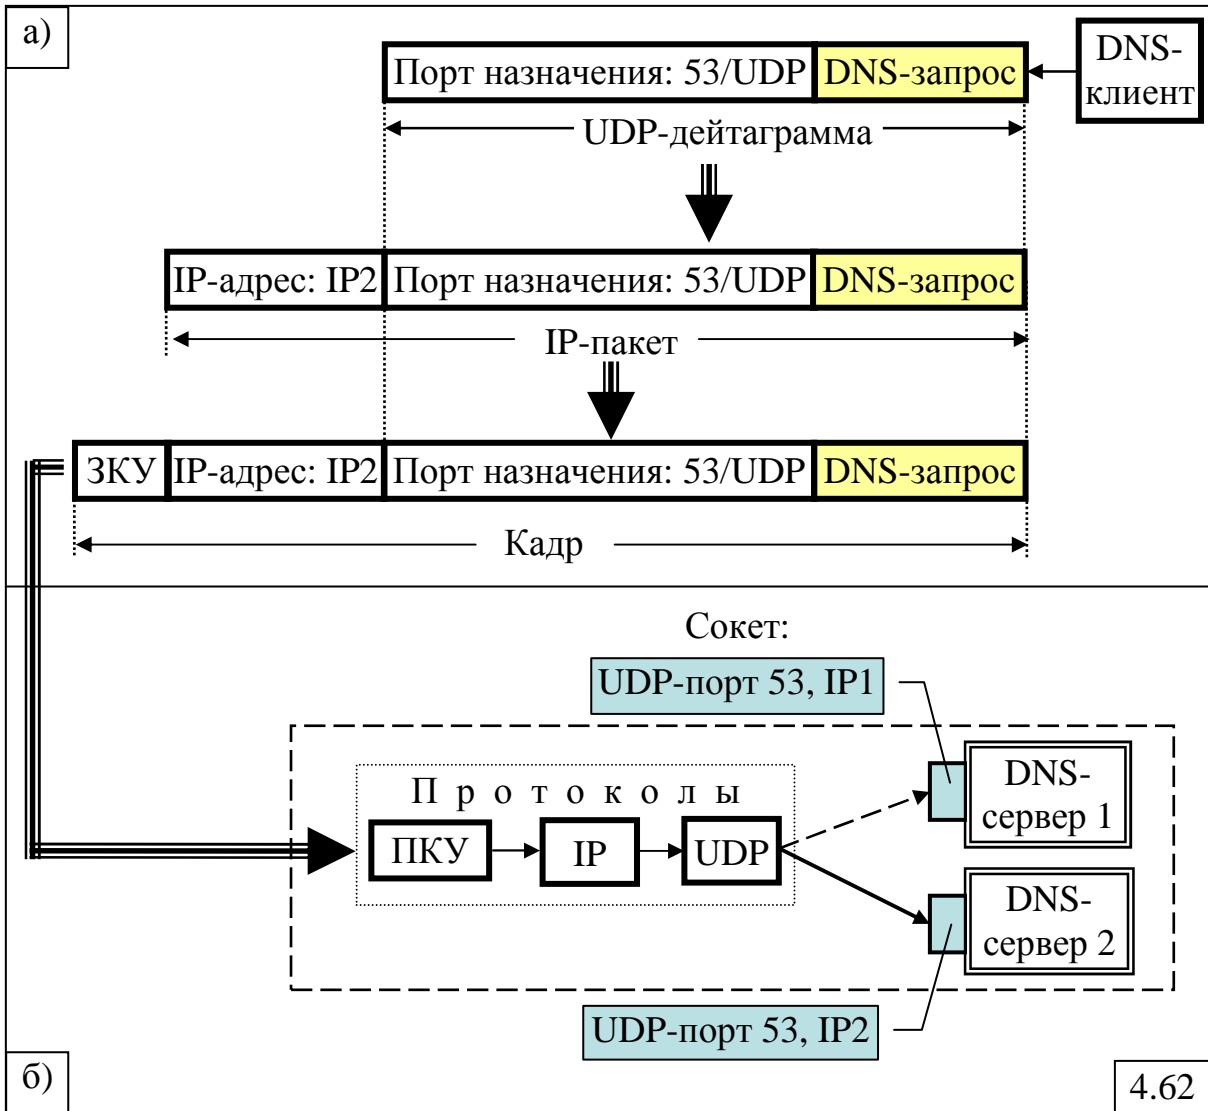 а)
Порт назначения: 53/UDP DNS-запрос
DNS-
клиент
UDP-дейтаграмма
IP-адрес: IP2 Порт назначения: 53/UDP DNS-запрос
IP-пакет
ЗКУ IP-адрес: IP2 Порт назначения: 53/UDP DNS-запрос
Кадр
Сокет:
UDP-порт 53, IP1
Протоколы
ПКУ IP UDP
DNS-
сервер 1
DNS-
сервер 2
UDP-порт 53, IP2
б)
4.62